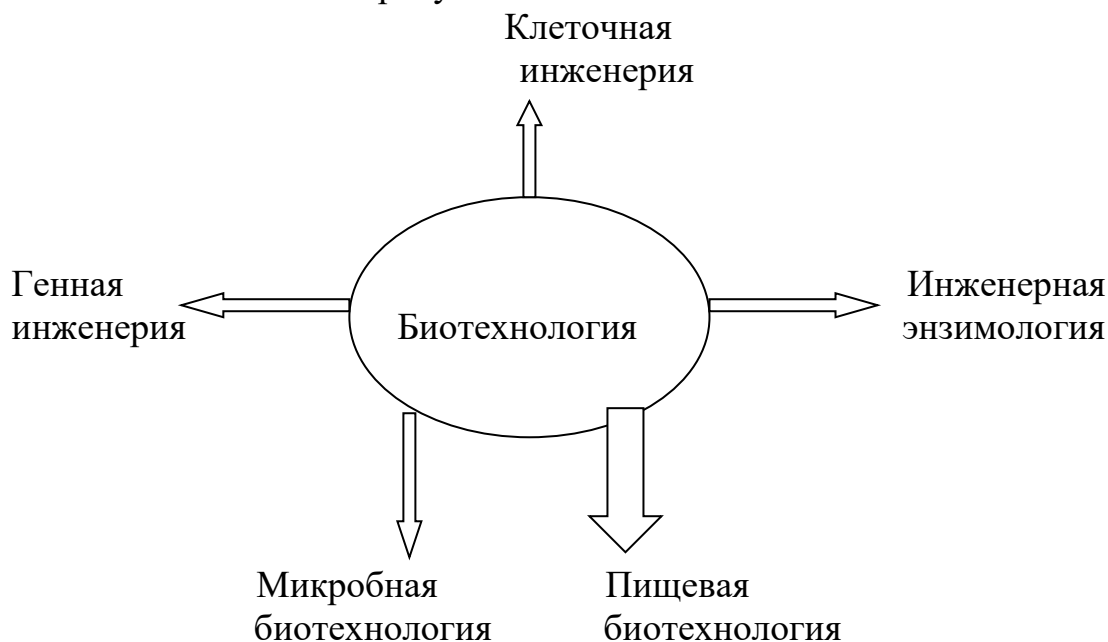 Клеточная
инженерия
Генная
инженерия
Биотехнология
Инженерная
энзимология
Микробная
биотехнология
Пищевая
биотехнология